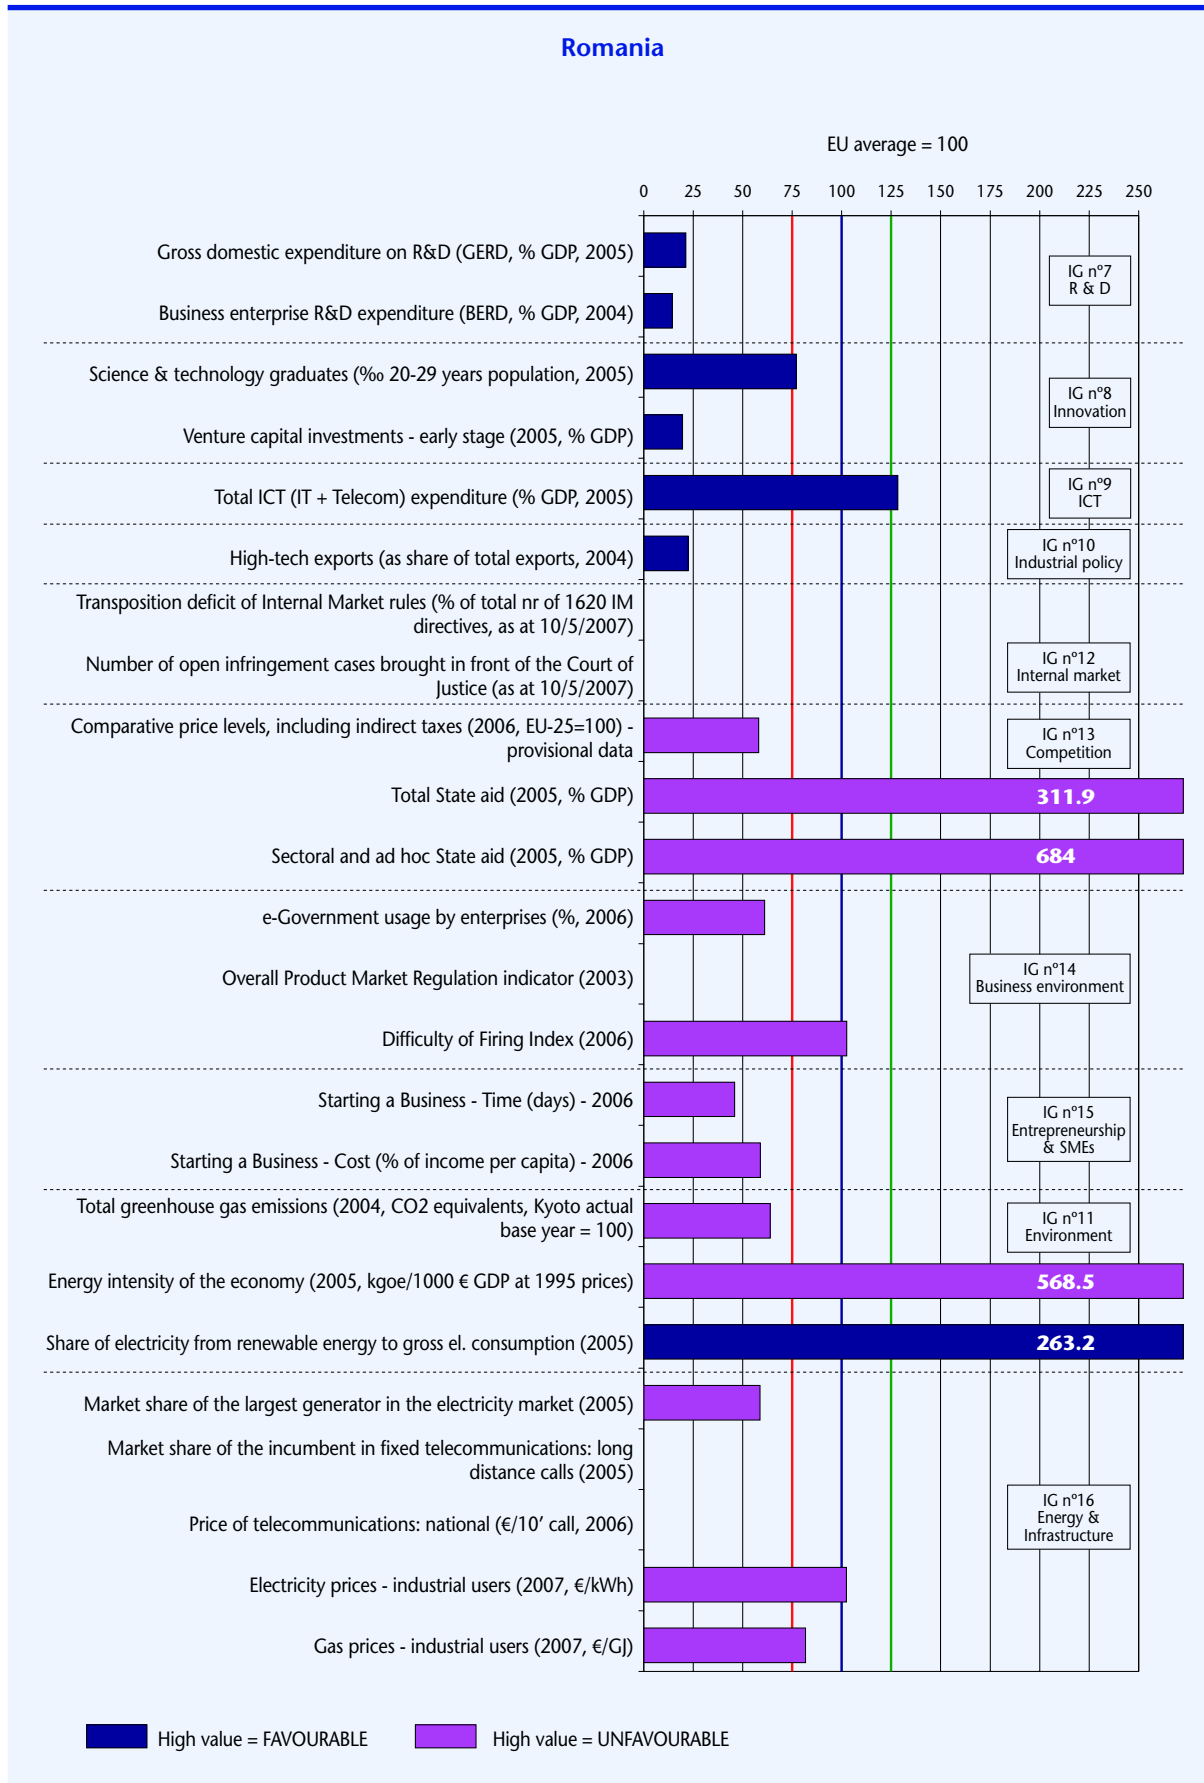 Romania
EU average = 100
0 25 50 75 100 125 150 175 200 225 250
Gross domestic expenditure on R&D (GERD, % GDP, 2005)
IG nº7
R & D
Business enterprise R&D expenditure (BERD, % GDP, 2004)
Science & technology graduates (‰ 20-29 years population, 2005)
IG nº8
Innovation
Venture capital investments - early stage (2005, % GDP)
Total ICT (IT + Telecom) expenditure (% GDP, 2005)
IG nº9
ICT
High-tech exports (as share of total exports, 2004)
IG nº10
Industrial policy
Transposition deficit of Internal Market rules (% of total nr of 1620 IM
directives, as at 10/5/2007)
Number of open infringement cases brought in front of the Court of
Justice (as at 10/5/2007)
IG nº12
Internal market
Comparative price levels, including indirect taxes (2006, EU-25=100) -
provisional data
IG nº13
Competition
Total State aid (2005, % GDP)
311.9
Sectoral and ad hoc State aid (2005, % GDP)
684
e-Government usage by enterprises (%, 2006)
Overall Product Market Regulation indicator (2003)
IG nº14
Business environment
Difficulty of Firing Index (2006)
Starting a Business - Time (days) - 2006
IG nº15
Entrepreneurship
& SMEs
Starting a Business - Cost (% of income per capita) - 2006
Total greenhouse gas emissions (2004, CO2 equivalents, Kyoto actual
base year = 100)
IG nº11
Environment
Energy intensity of the economy (2005, kgoe/1000 € GDP at 1995 prices)
568.5
Share of electricity from renewable energy to gross el. consumption (2005)
263.2
Market share of the largest generator in the electricity market (2005)
Market share of the incumbent in fixed telecommunications: long
distance calls (2005)
Price of telecommunications: national (€/10’ call, 2006)
IG nº16
Energy &
Infrastructure
Electricity prices - industrial users (2007, €/kWh)
Gas prices - industrial users (2007, €/GJ)
High value = FAVOURABLE
High value = UNFAVOURABLE